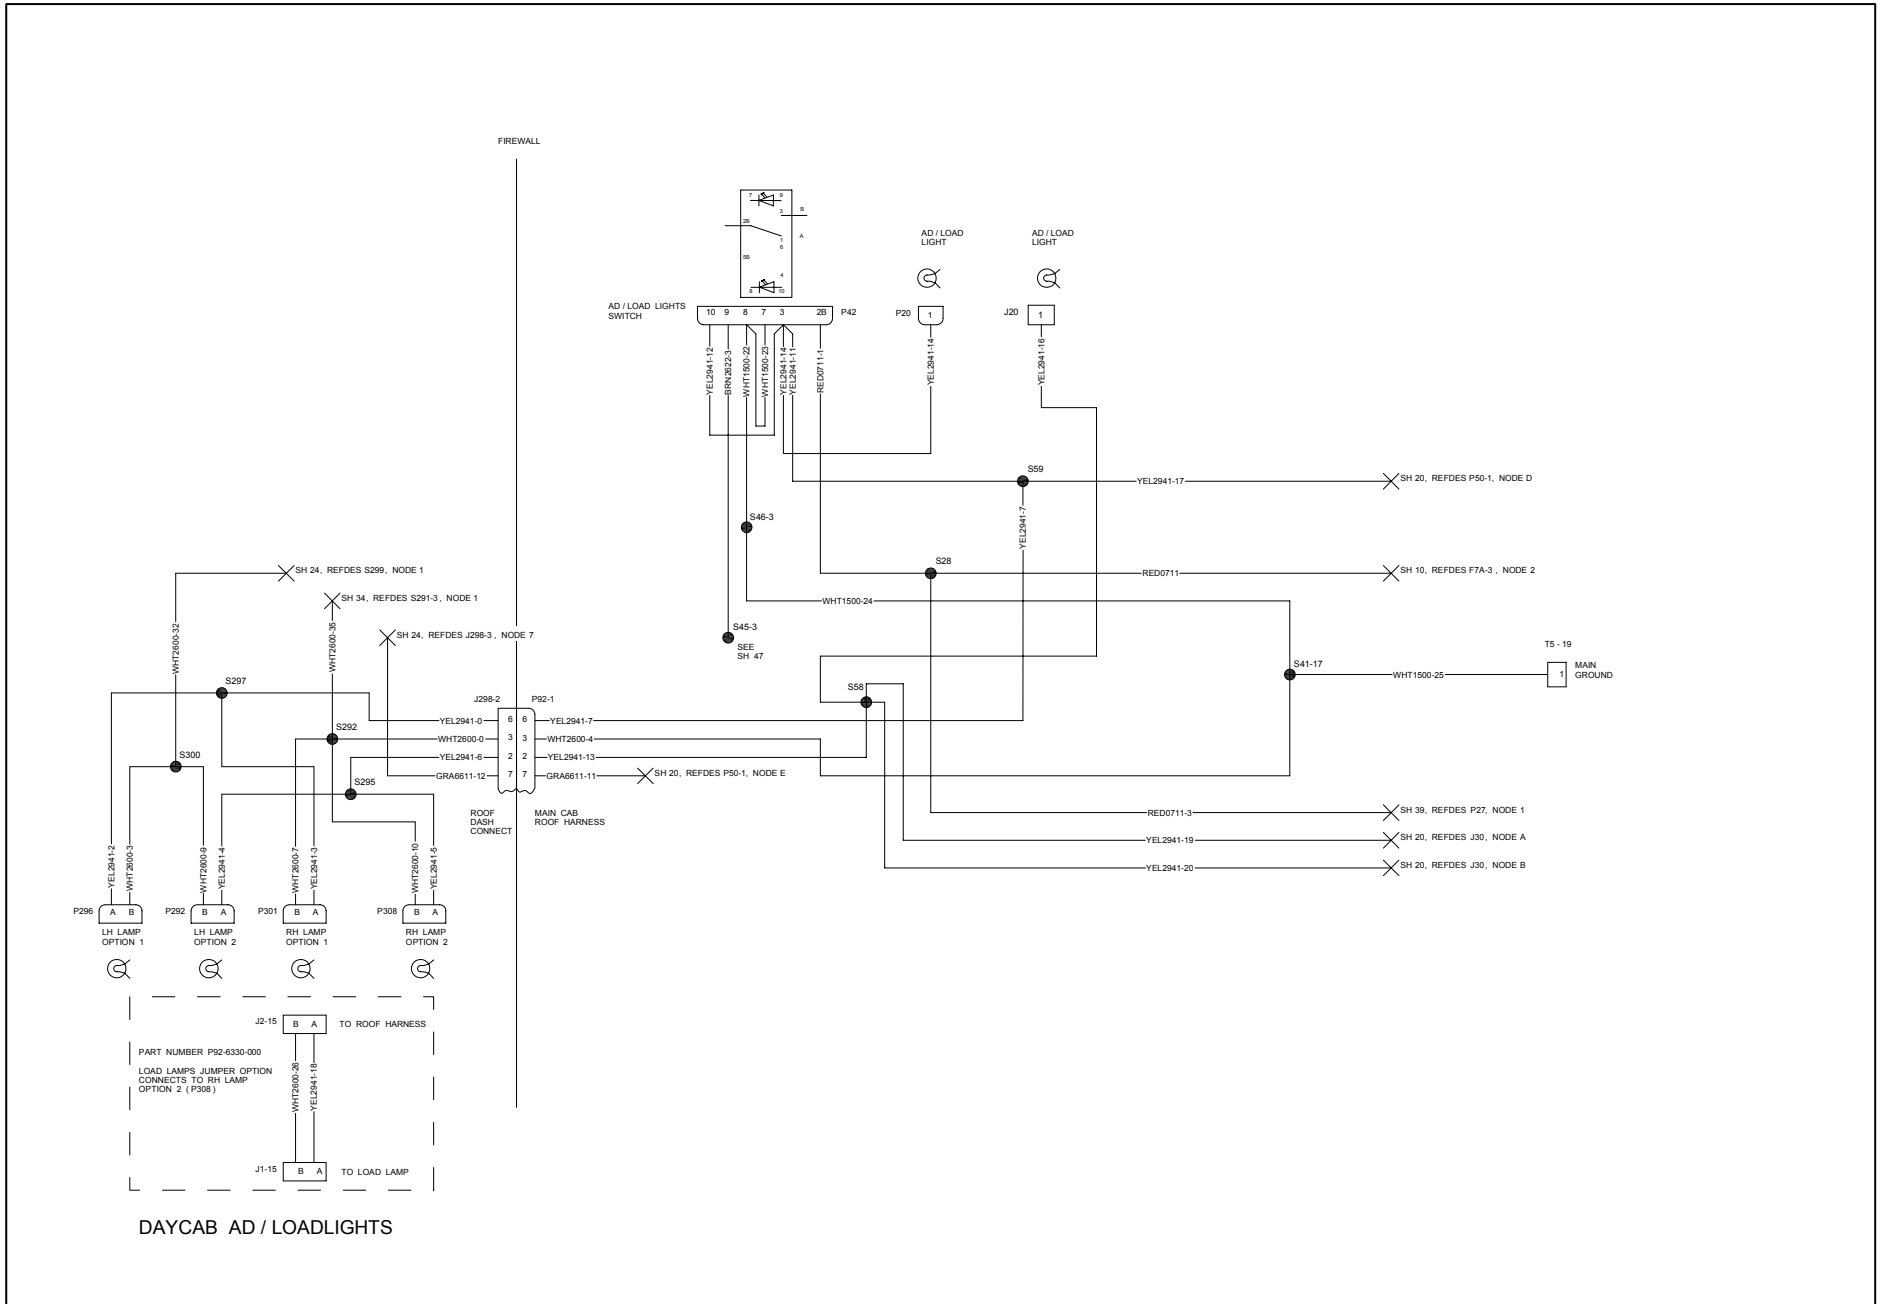 FIREWALL
7 9
3 B
2B
1 A
6
5B
4
8 10
AD / LOAD LIGHTS
SWITCH
10 9 8 7 3 2B P42
AD / LOAD
LIGHT
P20 1
AD / LOAD
LIGHT
J20 1
YEL2941-12
BRN2622-3
WHT1500-22
WHT1500-23
YEL2941-14
YEL2941-11
RED0711-1
YEL2941-14
YEL2941-16
S59
YEL2941-17
SH 20, REFDES P50-1, NODE D
YEL2941-7
S46-3
S28
RED0711
SH 10, REFDES F7A-3 , NODE 2
SH 24, REFDES S299, NODE 1
SH 34, REFDES S291-3 , NODE 1
WHT1500-24
SH 24, REFDES J298-3 , NODE 7
S45-3
SEE
SH 47
WHT2600-32
WHT2600-35
T5 - 19
S41-17
WHT1500-25
1
MAIN
GROUND
S297
S58
J298-2 P92-1
YEL2941-0 6 6 YEL2941-7
S292
WHT2600-0 3 3 WHT2600-4
S300
YEL2941-6 2 2 YEL2941-13
GRA6611-12 7 7 GRA6611-11
SH 20, REFDES P50-1, NODE E
S295
ROOF
DASH
CONNECT
MAIN CAB
ROOF HARNESS
RED0711-3
SH 39, REFDES P27, NODE 1
YEL2941-19
SH 20, REFDES J30, NODE A
YEL2941-20
SH 20, REFDES J30, NODE B
YEL2941-2
WHT2600-3
WHT2600-9
YEL2941-4
WHT2600-7
YEL2941-3
WHT2600-10
YEL2941-5
P296 A B
P292 B A
P301 B A
P308 B A
LH LAMP
OPTION 1
LH LAMP
OPTION 2
RH LAMP
OPTION 1
RH LAMP
OPTION 2
J2-15 B A TO ROOF HARNESS
PART NUMBER P92-6330-000
LOAD LAMPS JUMPER OPTION
CONNECTS TO RH LAMP
OPTION 2 ( P308 )
WHT2600-26
YEL2941-18
J1-15 B A TO LOAD LAMP
DAYCAB AD / LOADLIGHTS